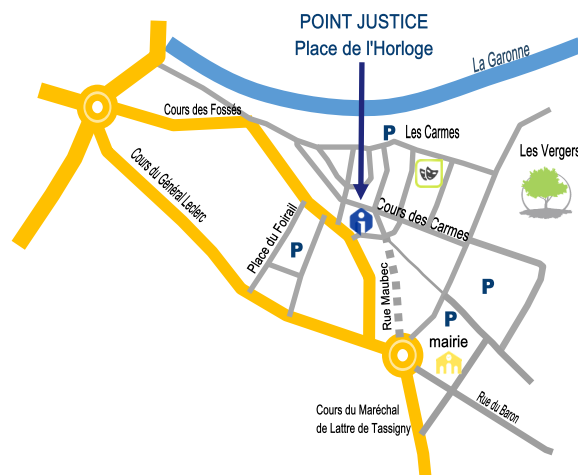 POINT JUSTICE
Place de l'Horloge
La Garonne
Cours des Fossés
P
Les Carmes
Les Vergers
Cours du Général Leclerc
Cours des Carmes
Place du Foirail
P
Rue Maubec
P
P
mairie
Cours du Maréchal
de Lattre de Tassigny
Rue du Baron